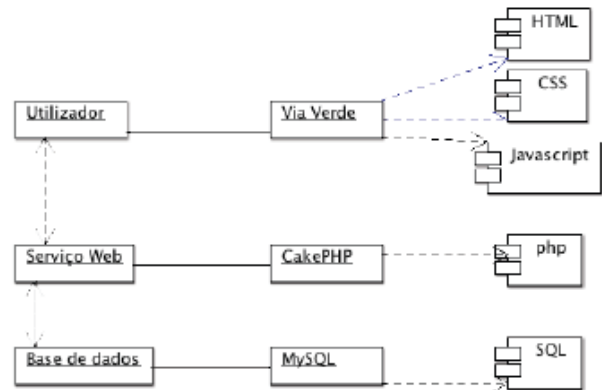 HTML
CSS
Utilizador
Via Verde
Javascript
Serviço Web
CakePHP
php
Base de dados
MySQL
SQL